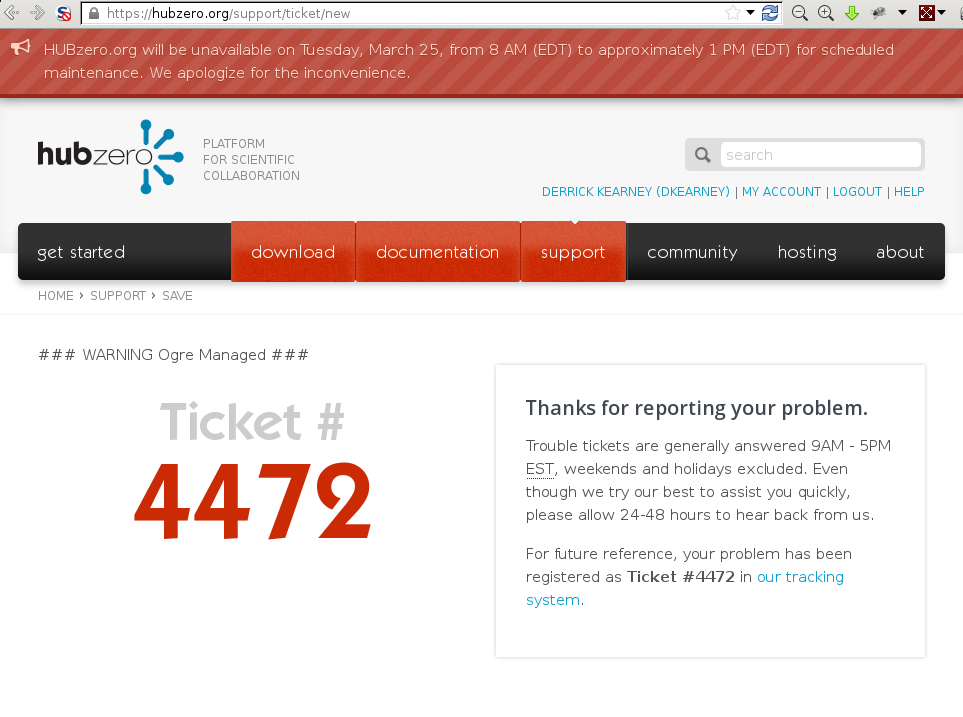 https://hubzero.org/support/ticket/new
HUBzero.org will be unavailable on Tuesday, March 25, from 8 AM (EDT) to approximately 1 PM (EDT) for scheduled
maintenance. We apologize for the inconvenience.
hubzero
PLATFORM
FOR SCIENTIFIC
COLLABORATION
search
DERRICK KEARNEY (DKEARNEY) | MY ACCOUNT | LOGOUT | HELP
get started download documentation support community hosting about
HOME › SUPPORT › SAVE
### WARNING Ogre Managed ###
Ticket #
4472
Thanks for reporting your problem.
Trouble tickets are generally answered 9AM - 5PM
EST, weekends and holidays excluded. Even
though we try our best to assist you quickly,
please allow 24-48 hours to hear back from us.
For future reference, your problem has been
registered as Ticket #4472 in our tracking
system.